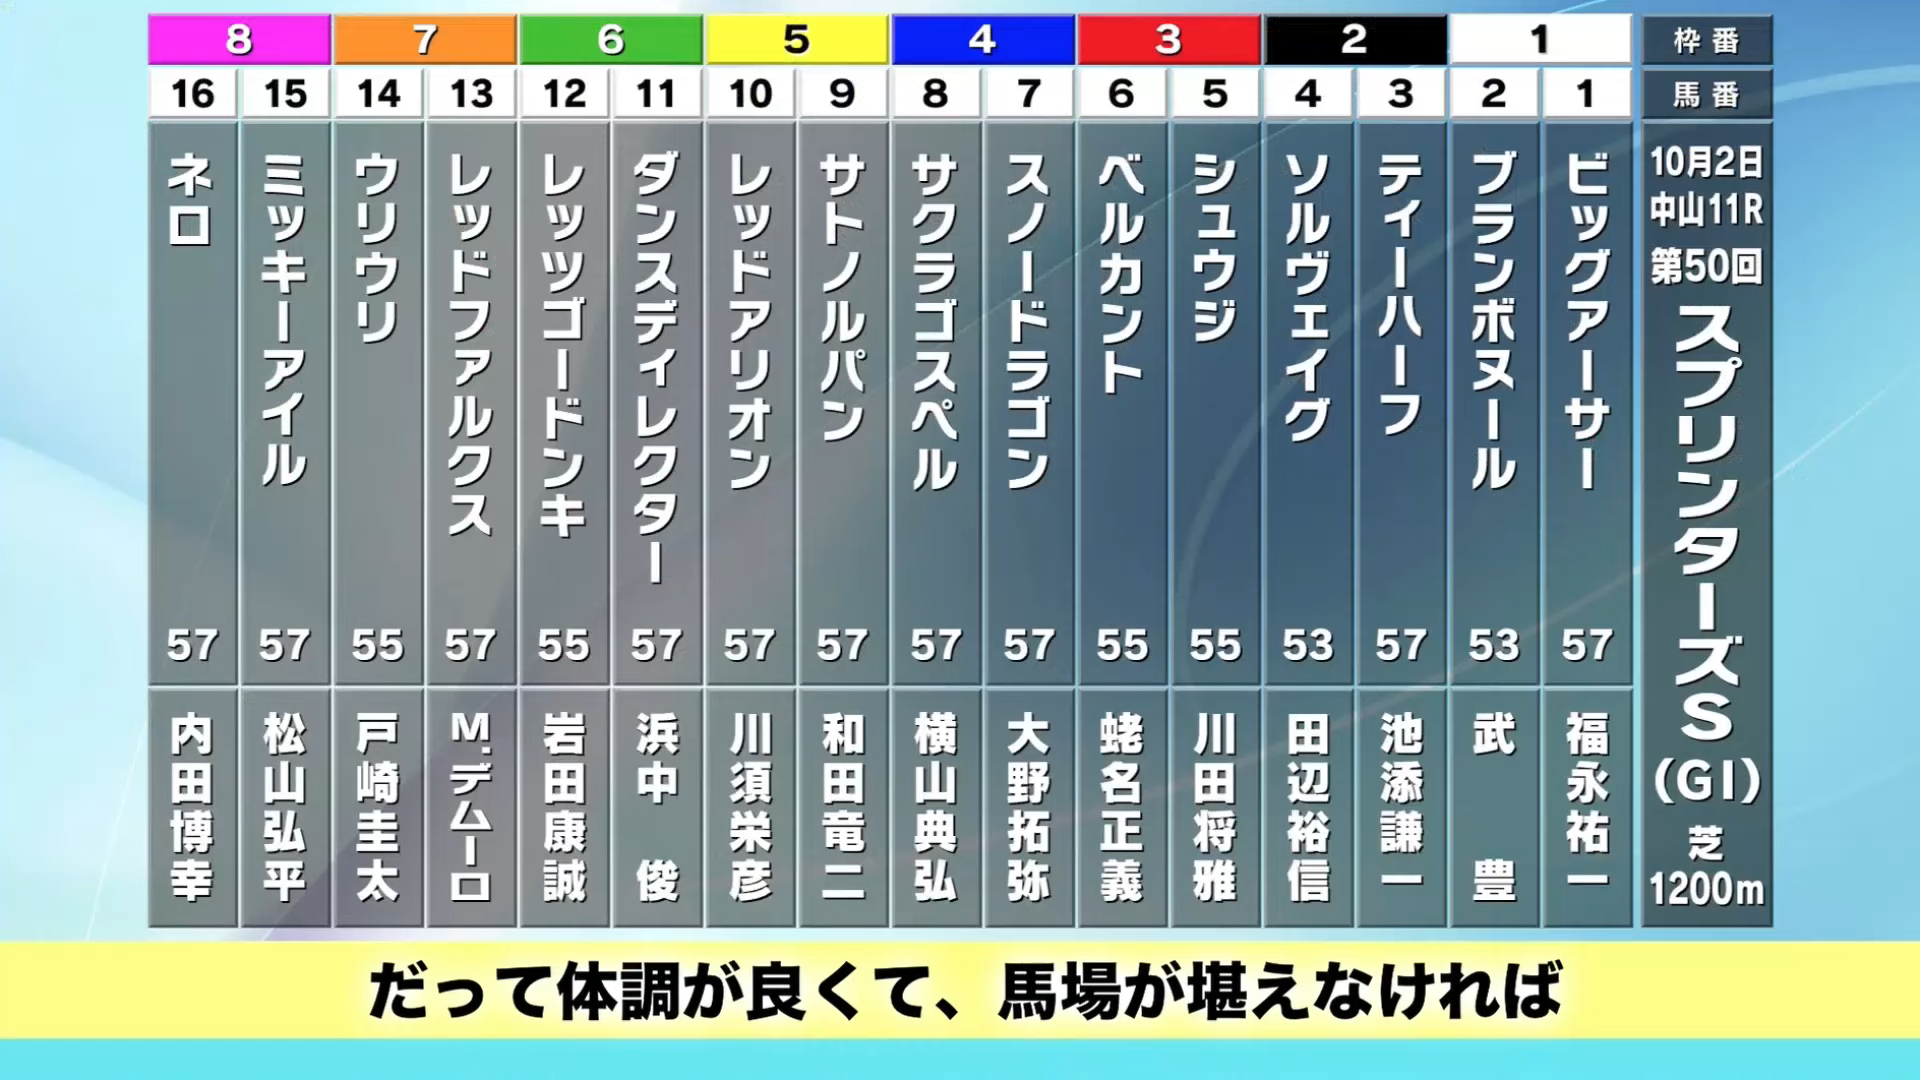 枠番
馬番
10月2日
中山11R
第50回
スプリンターズS
(GI)
芝
1200m
1
1
ビッグアーサー
57
福永祐一
2
ブランボヌール
53
武豊
2
3
ティーハーフ
57
池添謙一
4
ソルヴェイグ
53
田辺裕信
3
5
シュウジ
55
川田将雅
6
ベルカント
55
蛯名正義
4
7
スノードラゴン
57
大野拓弥
8
サクラゴスペル
57
横山典弘
5
9
サトノルパン
57
和田竜二
10
レッドアリオン
57
川須栄彦
6
11
ダンスディレクター
57
浜中俊
12
レッツゴードンキ
55
岩田康誠
7
13
レッドファルクス
57
M.デムーロ
14
ウリウリ
55
戸崎圭太
8
15
ミッキーアイル
57
松山弘平
16
ネロ
57
内田博幸
だって体調が良くて、馬場が堪えなければ